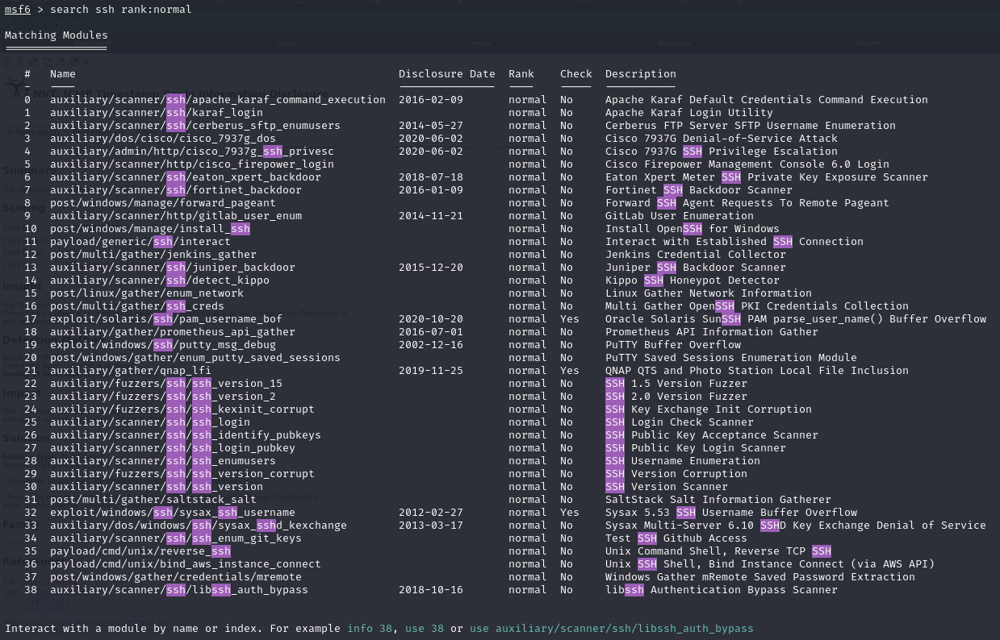 msf6 > search ssh rank:normal
Matching Modules
================
# Name Disclosure Date Rank Check Description
- ---- --------------- ---- ----- -----------
0 auxiliary/scanner/ssh/apache_karaf_command_execution 2016-02-09 normal No Apache Karaf Default Credentials Command Execution
1 auxiliary/scanner/ssh/karaf_login normal No Apache Karaf Login Utility
2 auxiliary/scanner/ssh/cerberus_sftp_enumusers 2014-05-27 normal No Cerberus FTP Server SFTP Username Enumeration
3 auxiliary/dos/cisco/cisco_7937g_dos 2020-06-02 normal No Cisco 7937G Denial-of-Service Attack
4 auxiliary/admin/http/cisco_7937g_ssh_privesc 2020-06-02 normal No Cisco 7937G SSH Privilege Escalation
5 auxiliary/scanner/http/cisco_firepower_login normal No Cisco Firepower Management Console 6.0 Login
6 auxiliary/scanner/ssh/eaton_xpert_backdoor 2018-07-18 normal No Eaton Xpert Meter SSH Private Key Exposure Scanner
7 auxiliary/scanner/ssh/fortinet_backdoor 2016-01-09 normal No Fortinet SSH Backdoor Scanner
8 post/windows/manage/forward_pageant normal No Forward SSH Agent Requests To Remote Pageant
9 auxiliary/scanner/http/gitlab_user_enum 2014-11-21 normal No GitLab User Enumeration
10 post/windows/manage/install_ssh normal No Install OpenSSH for Windows
11 payload/generic/ssh/interact normal No Interact with Established SSH Connection
12 post/multi/gather/jenkins_gather normal No Jenkins Credential Collector
13 auxiliary/scanner/ssh/juniper_backdoor 2015-12-20 normal No Juniper SSH Backdoor Scanner
14 auxiliary/scanner/ssh/detect_kippo normal No Kippo SSH Honeypot Detector
15 post/linux/gather/enum_network normal No Linux Gather Network Information
16 post/multi/gather/ssh_creds normal No Multi Gather OpenSSH PKI Credentials Collection
17 exploit/solaris/ssh/pam_username_bof 2020-10-20 normal Yes Oracle Solaris SunSSH PAM parse_user_name() Buffer Overflow
18 auxiliary/gather/prometheus_api_gather 2016-07-01 normal No Prometheus API Information Gather
19 exploit/windows/ssh/putty_msg_debug 2002-12-16 normal No PuTTY Buffer Overflow
20 post/windows/gather/enum_putty_saved_sessions normal No PuTTY Saved Sessions Enumeration Module
21 auxiliary/gather/qnap_lfi 2019-11-25 normal Yes QNAP QTS and Photo Station Local File Inclusion
22 auxiliary/fuzzers/ssh/ssh_version_15 normal No SSH 1.5 Version Fuzzer
23 auxiliary/fuzzers/ssh/ssh_version_2 normal No SSH 2.0 Version Fuzzer
24 auxiliary/fuzzers/ssh/ssh_kexinit_corrupt normal No SSH Key Exchange Init Corruption
25 auxiliary/scanner/ssh/ssh_login normal No SSH Login Check Scanner
26 auxiliary/scanner/ssh/ssh_identify_pubkeys normal No SSH Public Key Acceptance Scanner
27 auxiliary/scanner/ssh/ssh_login_pubkey normal No SSH Public Key Login Scanner
28 auxiliary/scanner/ssh/ssh_enumusers normal No SSH Username Enumeration
29 auxiliary/fuzzers/ssh/ssh_version_corrupt normal No SSH Version Corruption
30 auxiliary/scanner/ssh/ssh_version normal No SSH Version Scanner
31 post/multi/gather/saltstack_salt normal No SaltStack Salt Information Gatherer
32 exploit/windows/ssh/sysax_ssh_username 2012-02-27 normal Yes Sysax 5.53 SSH Username Buffer Overflow
33 auxiliary/dos/windows/ssh/sysax_sshd_kexchange 2013-03-17 normal No Sysax Multi-Server 6.10 SSHD Key Exchange Denial of Service
34 auxiliary/scanner/ssh/ssh_enum_git_keys normal No Test SSH Github Access
35 payload/cmd/unix/reverse_ssh normal No Unix Command Shell, Reverse TCP SSH
36 payload/cmd/unix/bind_aws_instance_connect normal No Unix SSH Shell, Bind Instance Connect (via AWS API)
37 post/windows/gather/credentials/mremote normal No Windows Gather mRemote Saved Password Extraction
38 auxiliary/scanner/ssh/libssh_auth_bypass 2018-10-16 normal No libssh Authentication Bypass Scanner
Interact with a module by name or index. For example info 38, use 38 or use auxiliary/scanner/ssh/libssh_auth_bypass